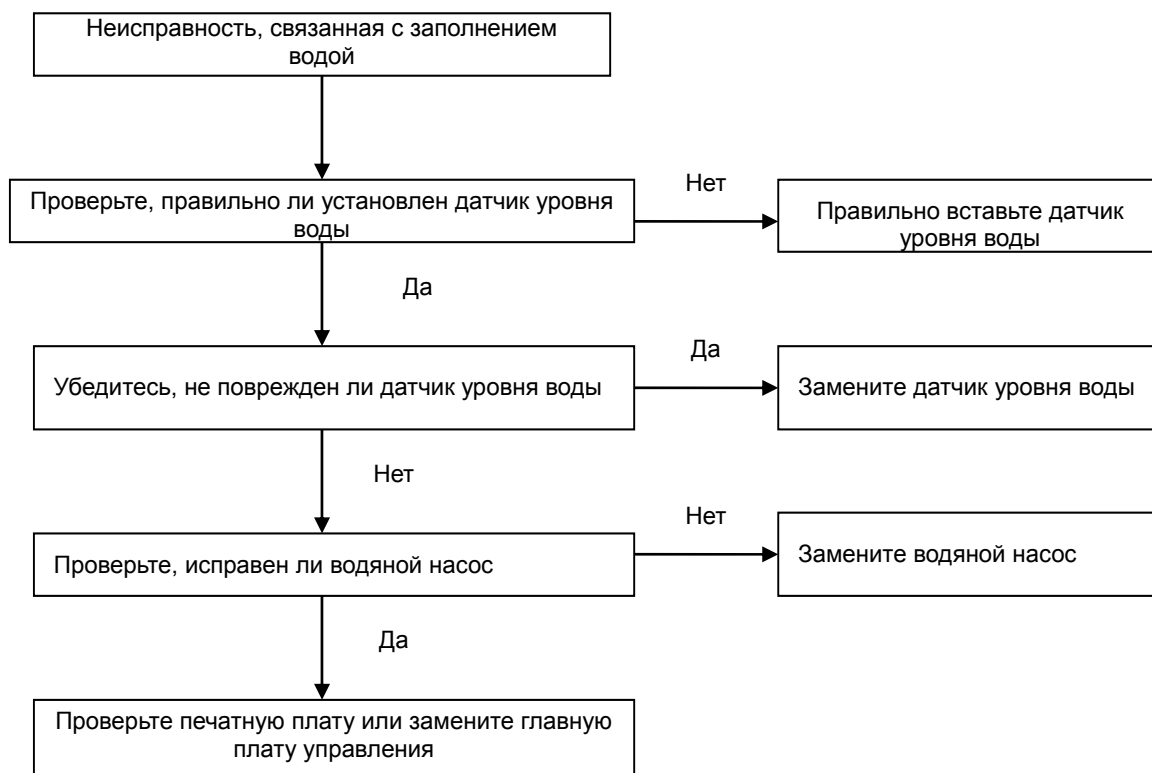 Неисправность, связанная с заполнением
водой
Проверьте, правильно ли установлен датчик уровня
воды
Нет
Правильно вставьте датчик
уровня воды
Да
Убедитесь, не поврежден ли датчик уровня воды
Да
Замените датчик уровня воды
Нет
Проверьте, исправен ли водяной насос
Нет
Замените водяной насос
Да
Проверьте печатную плату или замените главную
плату управления